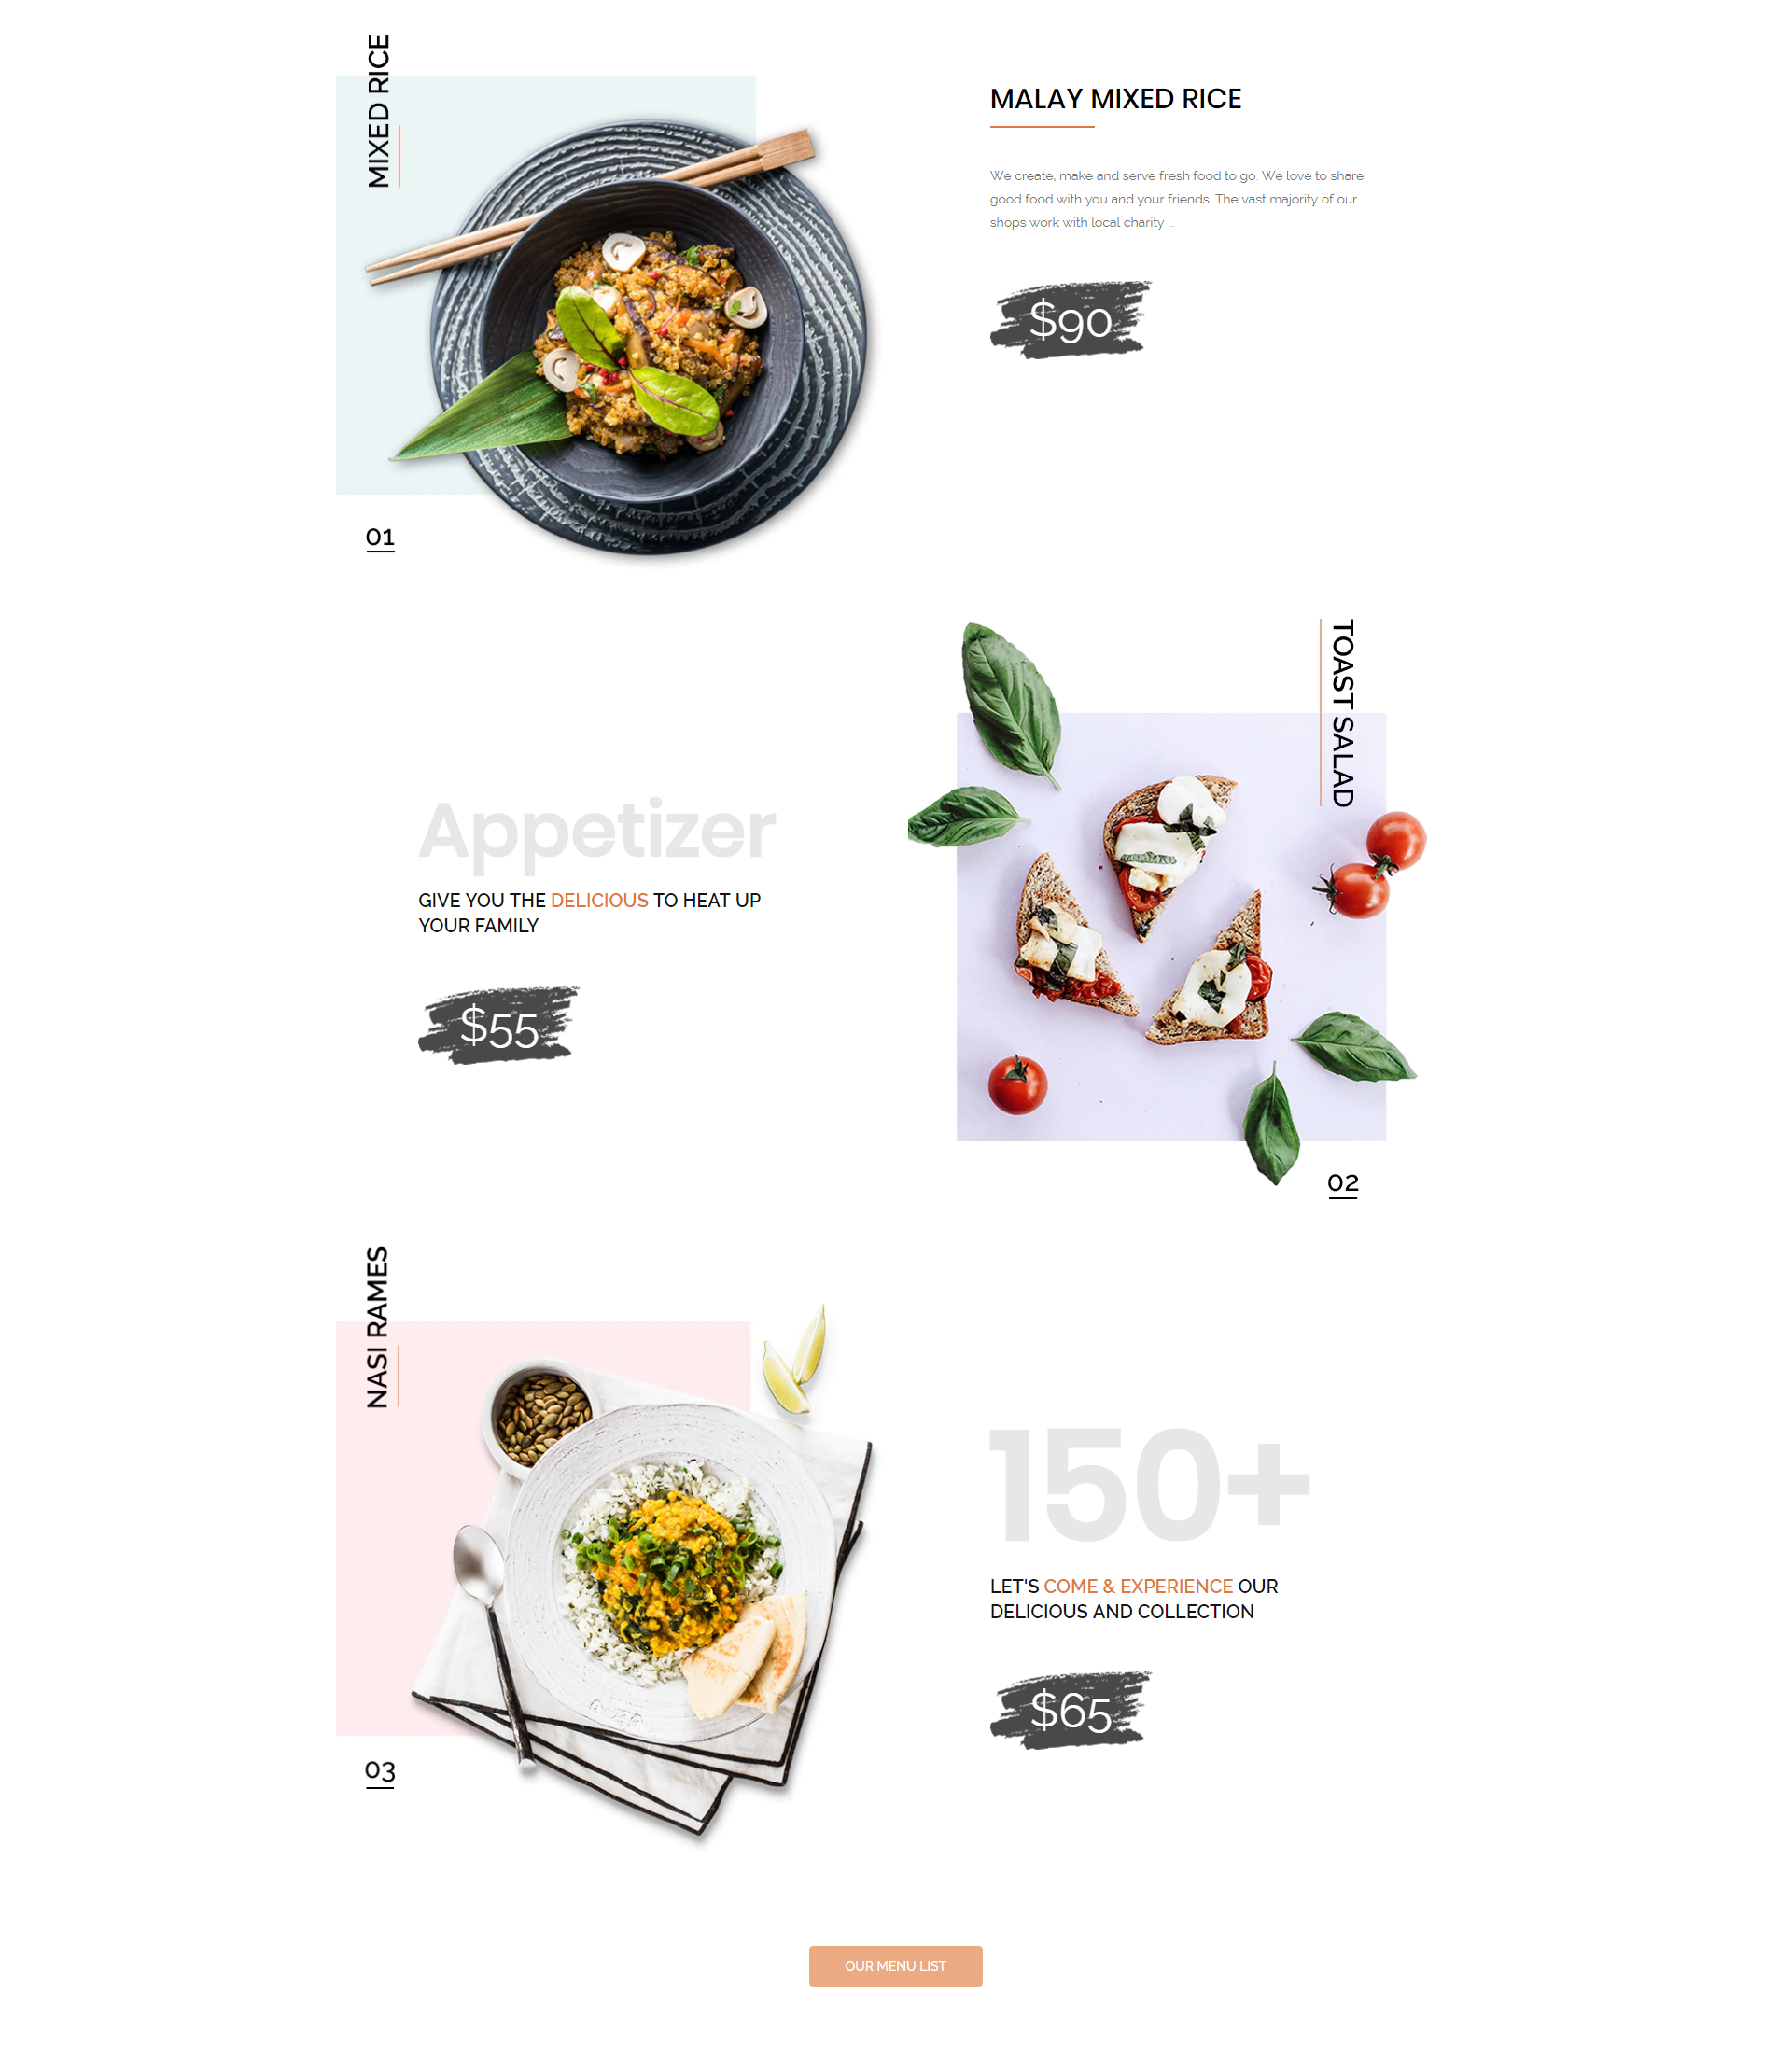 MIXED RICE
MALAY MIXED RICE
We create, make and serve fresh food to go. We love to share
good food with you and your friends. The vast majority of our
shops work with local charity ...
$90
01
TOAST SALAD
Appetizer
GIVE YOU THE DELICIOUS TO HEAT UP
YOUR FAMILY
$55
02
NASI RAMES
150+
LET'S COME & EXPERIENCE OUR
DELICIOUS AND COLLECTION
$65
03
OUR MENU LIST